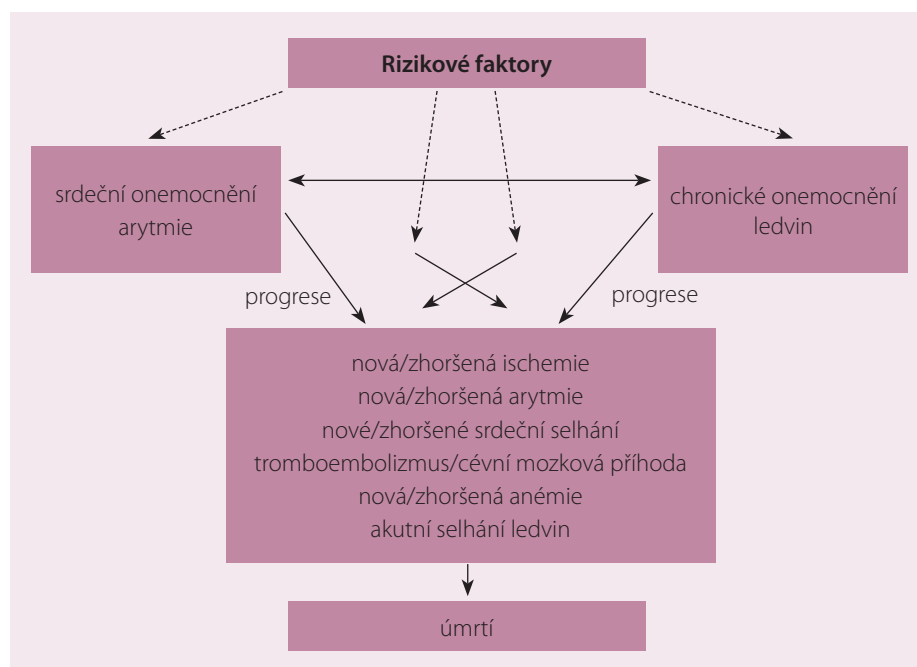 Rizikové faktory
srdeční onemocnění
arytmie
chronické onemocnění
ledvin
progrese
progrese
nová/zhoršená ischemie
nová/zhoršená arytmie
nové/zhoršené srdeční selhání
tromboembolizmus/cévní mozková příhoda
nová/zhoršená anémie
akutní selhání ledvin
úmrtí